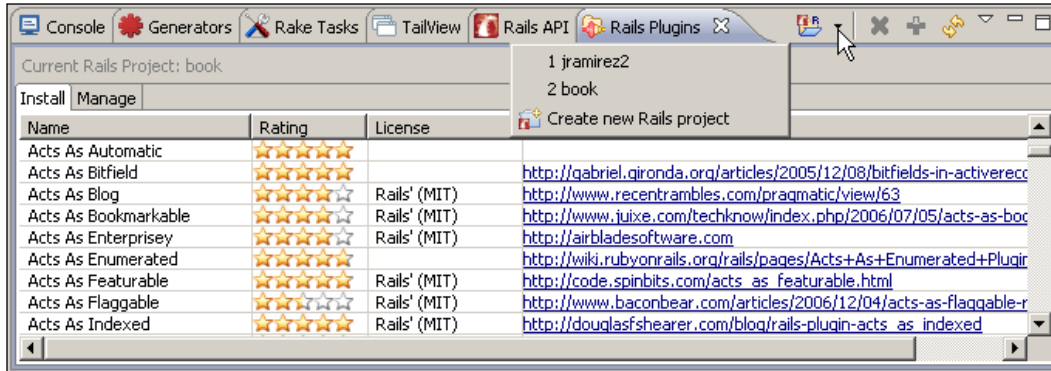 Console Generators Rake Tasks TailView Rails API Rails Plugins
Current Rails Project: book
1 jramirez2
2 book
Create new Rails project
Install Manage
Name Rating License
Acts As Automatic
Acts As Bitfield http://gabriel.gironda.org/articles/2005/12/08/bitfields-in-activereco
Acts As Blog Rails' (MIT) http://www.recentrambles.com/pragmatic/view/63
Acts As Bookmarkable Rails' (MIT) http://www.juixe.com/techknow/index.php/2006/07/05/acts-as-boo
Acts As Enterprisey Rails' (MIT) http://airbladesoftware.com
Acts As Enumerated http://wiki.rubyonrails.org/rails/pages/Acts+As+Enumerated+Plugin
Acts As Featurable Rails' (MIT) http://code.spinbits.com/acts_as_featurable.html
Acts As Flaggable Rails' (MIT) http://www.baconbear.com/articles/2006/12/04/acts-as-flaggable-r
Acts As Indexed Rails' (MIT) http://douglasfshearer.com/blog/rails-plugin-acts_as_indexed